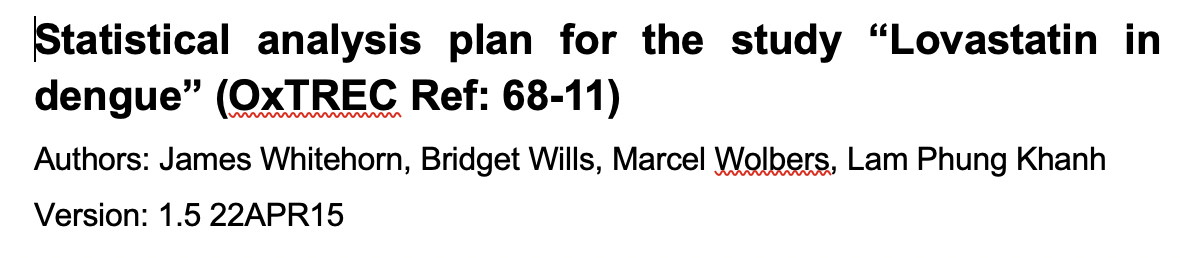 Statistical analysis plan for the study “Lovastatin in
dengue” (OxTREC Ref: 68-11)
Authors: James Whitehorn, Bridget Wills, Marcel Wolbers, Lam Phung Khanh
Version: 1.5 22APR15